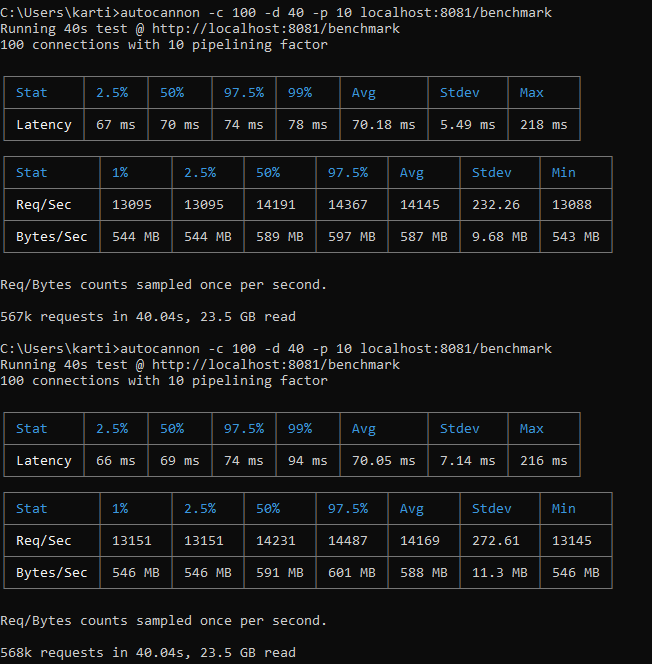 C:\Users\karti>autocannon -c 100 -d 40 -p 10 localhost:8081/benchmark
Running 40s test @ http://localhost:8081/benchmark
100 connections with 10 pipelining factor
Stat 2.5% 50% 97.5% 99% Avg Stdev Max
Latency 67 ms 70 ms 74 ms 78 ms 70.18 ms 5.49 ms 218 ms
Stat 1% 2.5% 50% 97.5% Avg Stdev Min
Req/Sec 13095 13095 14191 14367 14145 232.26 13088
Bytes/Sec 544 MB 544 MB 589 MB 597 MB 587 MB 9.68 MB 543 MB
Req/Bytes counts sampled once per second.
567k requests in 40.04s, 23.5 GB read
C:\Users\karti>autocannon -c 100 -d 40 -p 10 localhost:8081/benchmark
Running 40s test @ http://localhost:8081/benchmark
100 connections with 10 pipelining factor
Stat 2.5% 50% 97.5% 99% Avg Stdev Max
Latency 66 ms 69 ms 74 ms 94 ms 70.05 ms 7.14 ms 216 ms
Stat 1% 2.5% 50% 97.5% Avg Stdev Min
Req/Sec 13151 13151 14231 14487 14169 272.61 13145
Bytes/Sec 546 MB 546 MB 591 MB 601 MB 588 MB 11.3 MB 546 MB
Req/Bytes counts sampled once per second.
568k requests in 40.04s, 23.5 GB read